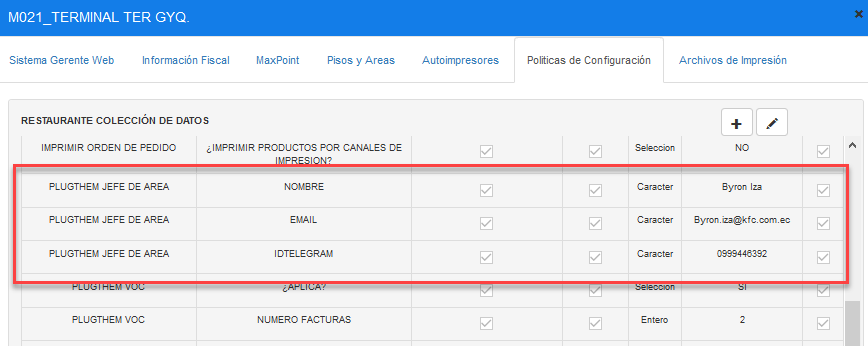 M021_TERMINAL TER GYQ.
Sistema Gerente Web Información Fiscal MaxPoint Pisos y Areas Autoimpresores Politicas de Configuración Archivos de Impresión
RESTAURANTE COLECCIÓN DE DATOS
IMPRIMIR ORDEN DE PEDIDO ¿IMPRIMIR PRODUCTOS POR CANALES DE IMPRESION? Seleccion NO
PLUGTHEM JEFE DE AREA NOMBRE Caracter Byron Iza
PLUGTHEM JEFE DE AREA EMAIL Caracter Byron.iza@kfc.com.ec
PLUGTHEM JEFE DE AREA IDTELEGRAM Caracter 0999446392
PLUGTHEM VOC ¿APLICA? Seleccion SI
PLUGTHEM VOC NUMERO FACTURAS Entero 2